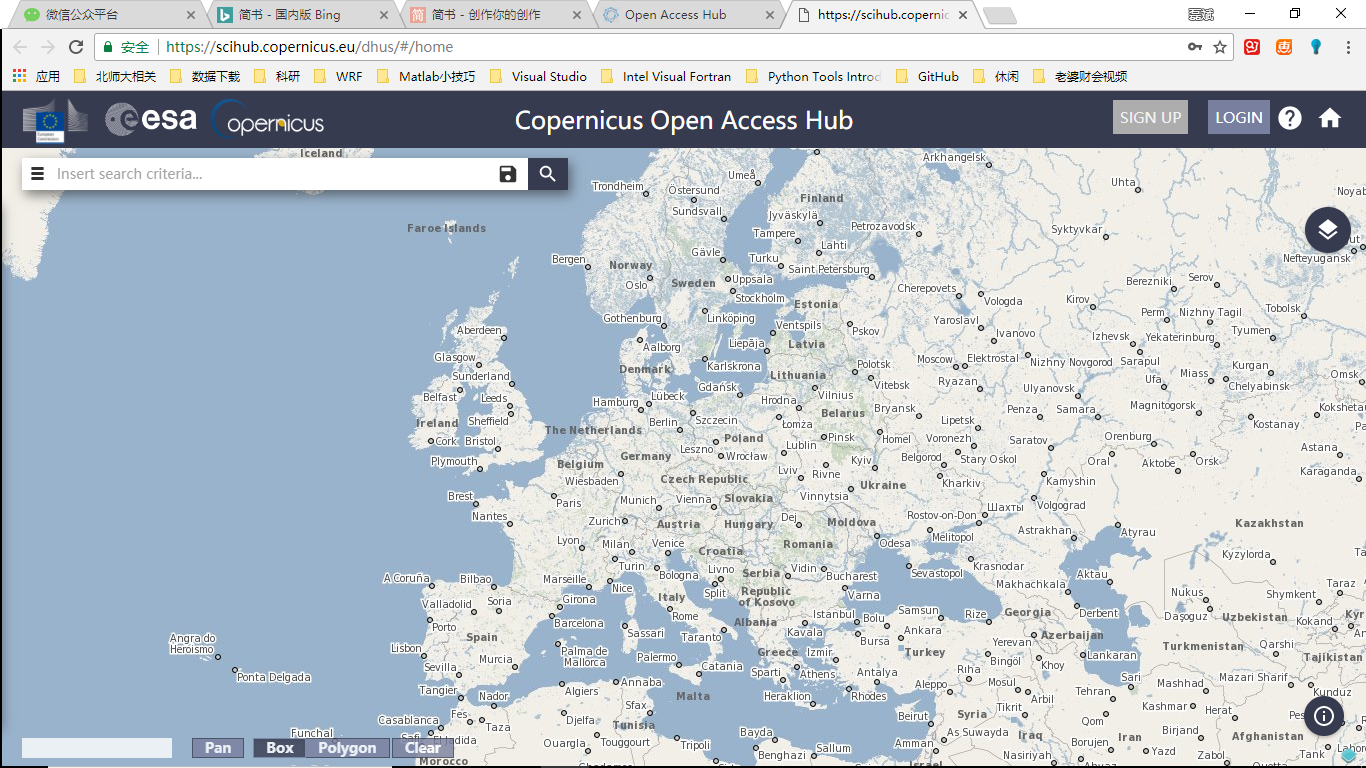 微信公众平台
简书 - 国内版 Bing
简书 - 创作你的创作
Open Access Hub
https://scihub.copernic
安全
https://scihub.copernicus.eu/dhus/#/home
应用
北师大相关
数据下载
科研
WRF
Matlab小技巧
Visual Studio
Intel Visual Fortran
Python Tools Introd
GitHub
休闲
老婆财会视频
esa
opernicus
Copernicus Open Access Hub
SIGN UP
LOGIN
Insert search criteria...
Iceland
Trondheim
Östersund
Umeå
Arkhangelsk
Uhta
Noyab
Finland
Sundsvall
Jyväskylä
Faroe Islands
Tampere
Petrozavodsk
Syktyvkar
Lahti
Gävle
Turku
Bergen
Norway
Saint Petersburg
Ut
Nefteyugansk
Oslo
Sweden
Uppsala
Cherepovets
Berezniki
Serov
Stockholm
Estonia
Vologda
Kirov
Perm
Nizhny Tagil
Tobolsk
Gothenburg
Linköping
Ventspils
Pskov
Yaroslavl
Ivanovo
Izhevsk
Yekaterinburg
Tyumen
Aberdeen
Aalborg
Liepāja
Latvia
Glasgow
Denmark
Karlskrona
Lithuania
Polotsk
Moscow
Elektrostal
Nizhny Novgorod
Sarapul
Kurgan
Sunderland
Gdańsk
Vitebsk
Ryazan
Ulyanovsk
Ufa
Miass
Chelyabinsk
Omsk
Belfast
Leeds
Hamburg
Lübeck
Hrodna
Vilnius
Bryansk
Penza
Samara
Magnitogorsk
Kokshetau
Ireland
Sheffield
Berlin
Szczecin
Łomża
Belarus
Lipetsk
Kostanay
Cork
Bristol
The Netherlands
Poland
Lublin
Pinsk
Homel
Voronezh
Saratov
Orenburg
Astana
Plymouth
Belgium
Germany
Leszno
Wrocław
Lviv
Rivne
Kyiv
Belgorod
Stary Oskol
Oral
Aktobe
Orsk
Karaganda
Wiesbaden
Czech Republic
Kharkiv
Kamyshin
Brest
Paris
Munich
Vienna
Slovakia
Vinnytsia
Ukraine
Volgograd
Nantes
Zurich
Austria
Hungary
Dej
Moldova
Rostov-on-Don
Шахты
Kazakhstan
Lyon
Milan
Venice
Croatia
Romania
Odesa
Melitopol
Astrakhan
Atyrau
Turin
Bologna
Livno
Serbia
Vidin
Bucharest
Sevastopol
Krasnodar
Kyzylorda
A Coruña
Bilbao
Marseille
Nice
Split
Republic
of Kosovo
Varna
Makhachkala
Aktau
Taraz
Valladolid
Soria
Girona
Italy
Rome
Albania
Istanbul
Bolu
Samsun
Rize
Georgia
Derbent
Nukus
Shymkent
Porto
Barcelona
Sassari
Taranto
Kavala
Bursa
Ankara
Yerevan
Azerbaijan
Daşoguz
Uzbekistan
Kokand
Angra do
Heroísmo
Lisbon
Spain
Palma de
Mallorca
Palermo
Greece
Izmir
Turkey
Bingöl
Khoy
Lankaran
Turkmenistan
Qarshi
Tajikistan
Ponta Delgada
Sevilla
Murcia
Catania
Sparti
Athens
Antalya
Rıha
Sari
Mashhad
Mazari Sharif
Kunduz
Tangier
Nador
Algiers
Annaba
Malta
Heraklion
Rhodes
Aleppo
Mosul
Arbil
Tehran
Kashmar
Herat
Casablanca
Fes
Taza
Djelfa
Sfax
Tunisia
Beirut
Syria
Tikrit
Qom
Birjand
Funchal
Safi
El Jadida
Ouargla
Touggourt
Tripoli
Bayda
Benghazi
Sallum
Amman
As Suwayda
Iraq
Borujen
Iran
Yazd
Zabol
Afghanistan
Morocco
Israel
Nasiriyah
Quetta
Tank
Pan
Box
Polygon
Clear